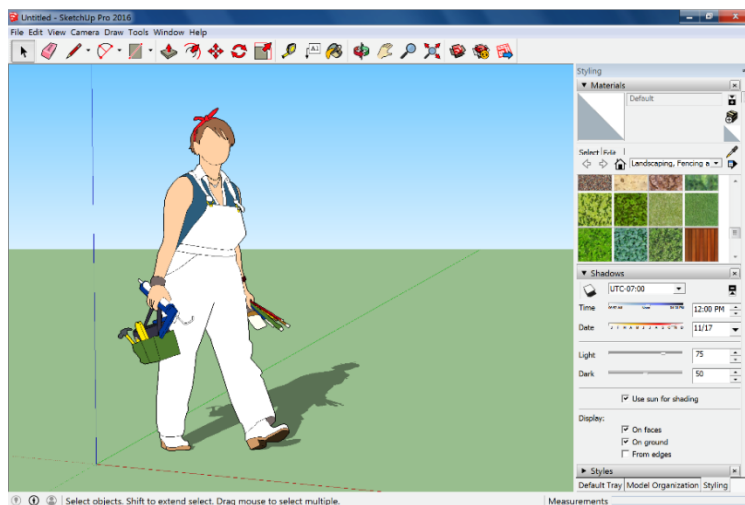 Untitled - SketchUp Pro 2016
File Edit View Camera Draw Tools Window Help
Styling
▼ Materials
Default
Select Edit
Landscaping, Fencing a
▼ Shadows
UTC-07:00
Time
12:00 PM
Date
J F M A M J J A S O N D
11/17
Light
75
Dark
50
Use sun for shading
Display:
On faces
On ground
From edges
► Styles
Default Tray Model Organization Styling
Select objects. Shift to extend select. Drag mouse to select multiple.
Measurements